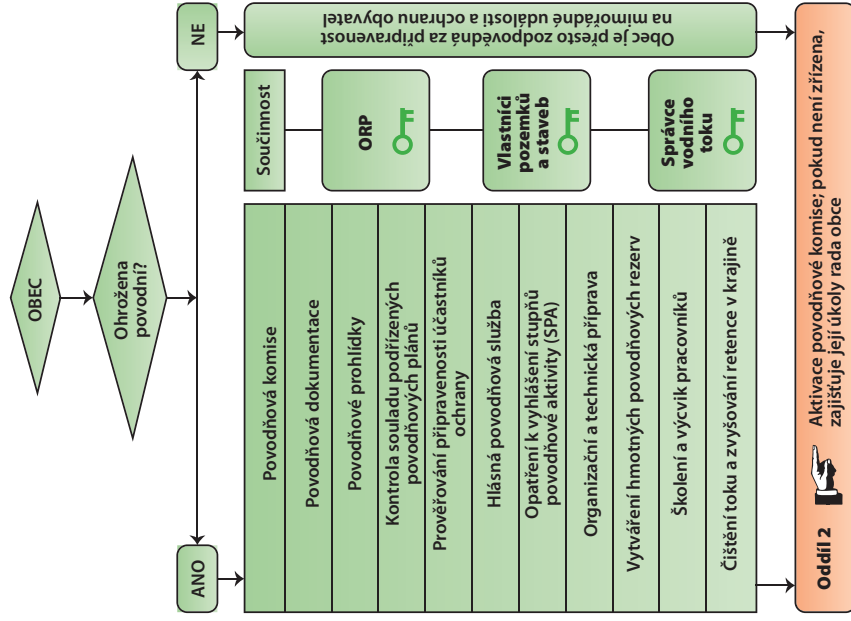 OBEC
Ohrožena
povodní?
ANO
NE
Povodňová komise
Povodňová dokumentace
Povodňové prohlídky
Kontrola souladu podřízených
povodňových plánů
Prověřování připravenosti účastníků
ochrany
Hlásná povodňová služba
Opatření k vyhlášení stupňů
povodňové aktivity (SPA)
Organizační a technická příprava
Vytváření hmotných povodňových rezerv
Školení a výcvik pracovníků
Čištění toku a zvyšování retence v krajině
Součinnost
ORP
Vlastníci
pozemků
a staveb
Správce
vodního
toku
Obec je přesto zodpovědná za připravenost
na mimořádné události a ochranu obyvatel
Oddíl 2
Aktivace povodňové komise; pokud není zřízena,
zajišťuje její úkoly rada obce